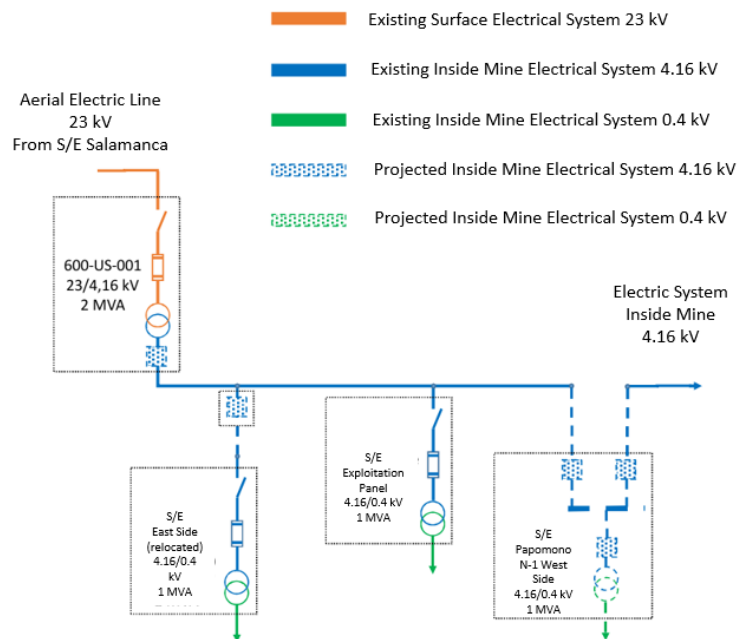 Existing Surface Electrical System 23 kV
Existing Inside Mine Electrical System 4.16 kV
Existing Inside Mine Electrical System 0.4 kV
Projected Inside Mine Electrical System 4.16 kV
Projected Inside Mine Electrical System 0.4 kV
Aerial Electric Line
23 kV
From S/E Salamanca
600-US-001
23/4,16 kV
2 MVA
Electric System
Inside Mine
4.16 kV
S/E
East Side
(relocated)
4.16/0.4
kV
1 MVA
S/E
Exploitation
Panel
4.16/0.4 kV
1 MVA
S/E
Papomono
N-1 West
Side
4.16/0.4 kV
1 MVA